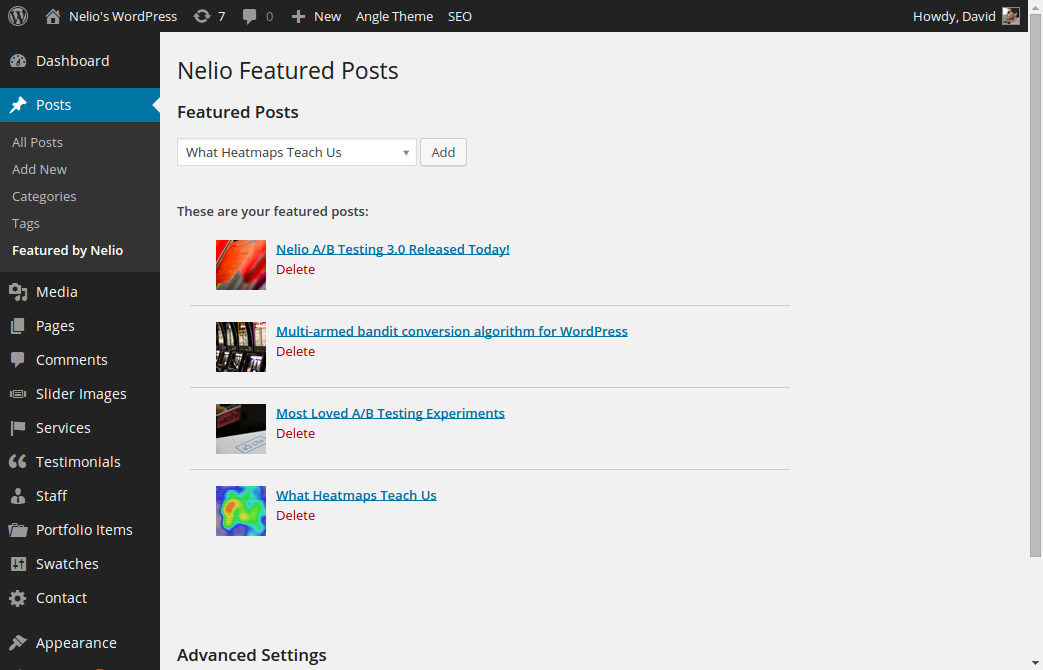 Nelio's WordPress 7 0 New Angle Theme SEO Howdy, David
Dashboard
Posts
All Posts
Add New
Categories
Tags
Featured by Nelio
Media
Pages
Comments
Slider Images
Services
Testimonials
Staff
Portfolio Items
Swatches
Contact
Appearance
Nelio Featured Posts
Featured Posts
What Heatmaps Teach Us Add
These are your featured posts:
Nelio A/B Testing 3.0 Released Today!
Delete
Multi-armed bandit conversion algorithm for WordPress
Delete
Most Loved A/B Testing Experiments
Delete
What Heatmaps Teach Us
Delete
Advanced Settings